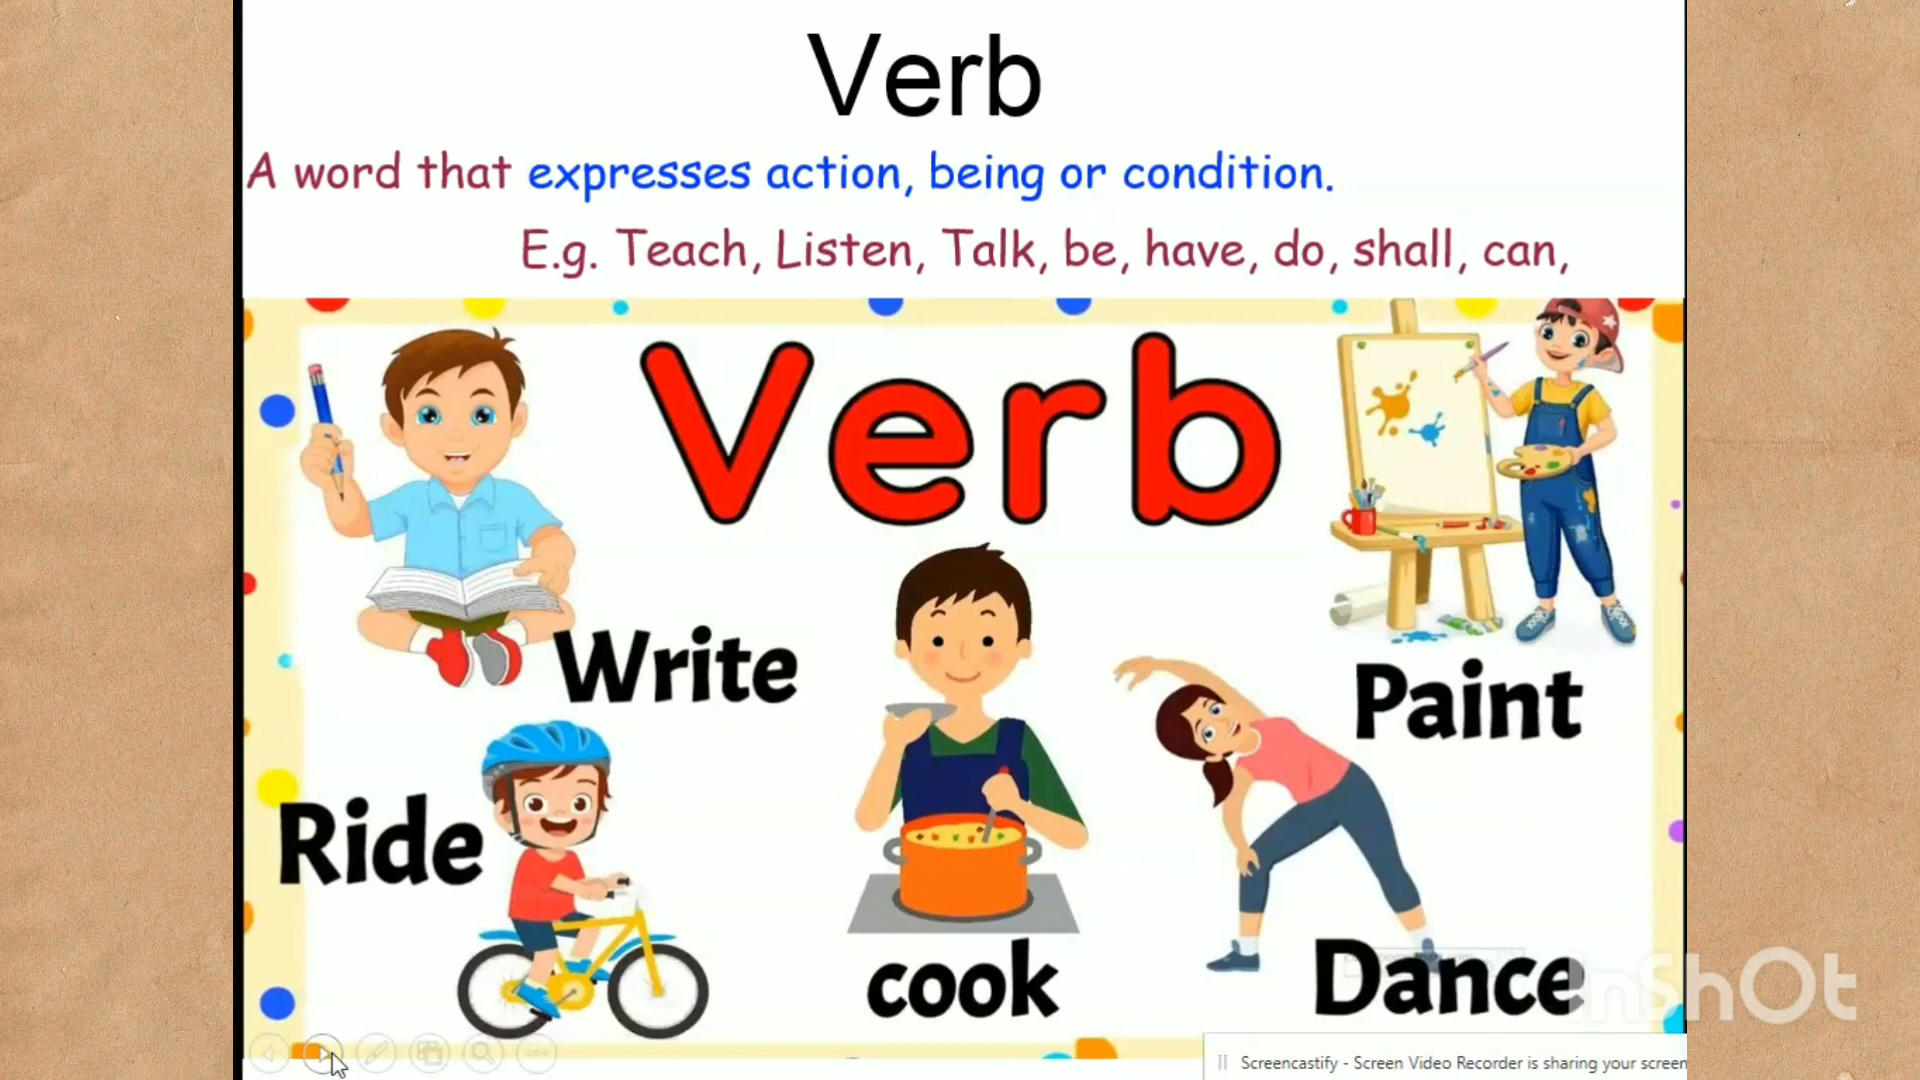 Verb
A word that expresses action, being or condition.
E.g. Teach, Listen, Talk, be, have, do, shall, can,
Verb
Write
Paint
Ride
cook
Dance
InShOt
Screencastify - Screen Video Recorder is sharing your screen